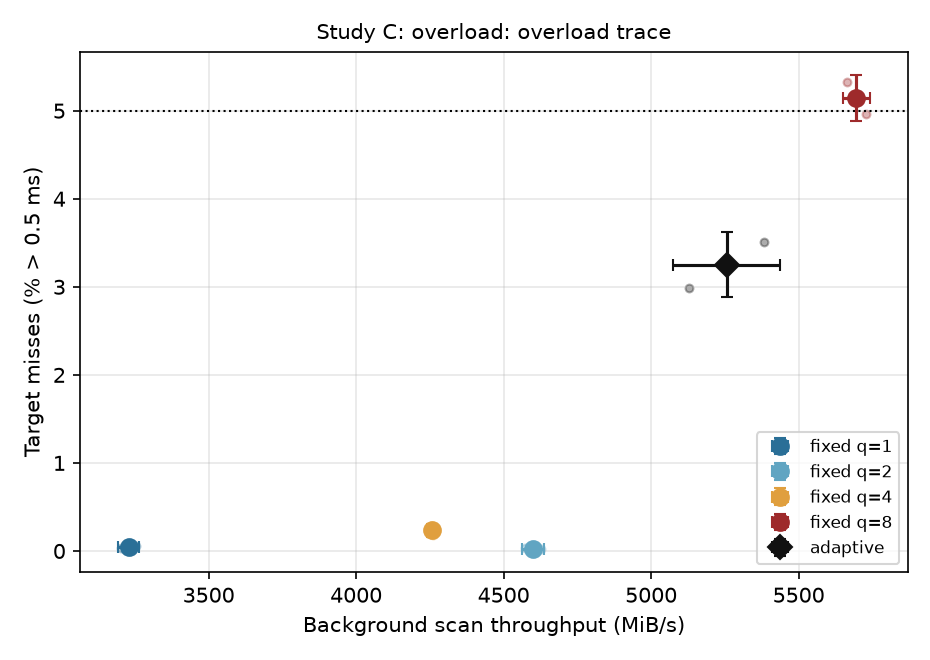 Study C: overload: overload trace
Target misses (% > 0.5 ms)
5
4
3
2
1
0
fixed q=1
fixed q=2
fixed q=4
fixed q=8
adaptive
3500
4000
4500
5000
5500
Background scan throughput (MiB/s)